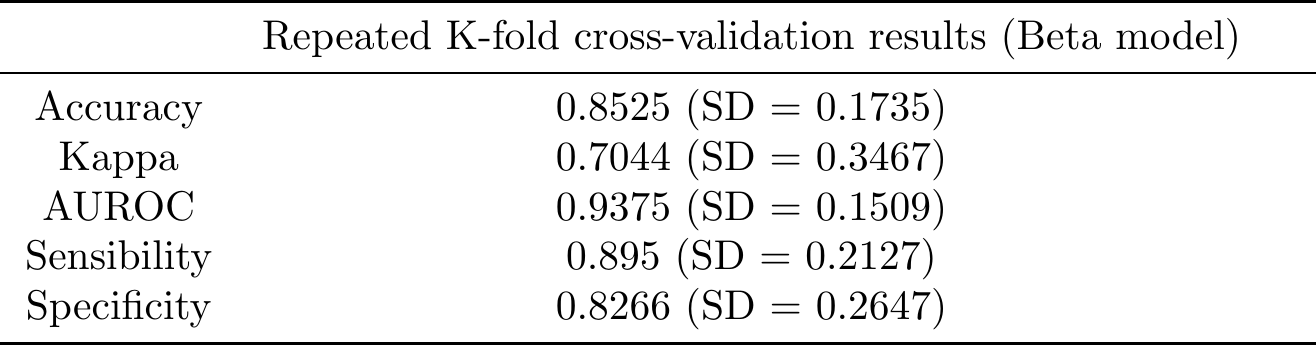 Repeated K-fold cross-validation results (Beta model)
Accuracy 0.8525 (SD = 0.1735)
Kappa 0.7044 (SD = 0.3467)
AUROC 0.9375 (SD = 0.1509)
Sensibility 0.895 (SD = 0.2127)
Specificity 0.8266 (SD = 0.2647)